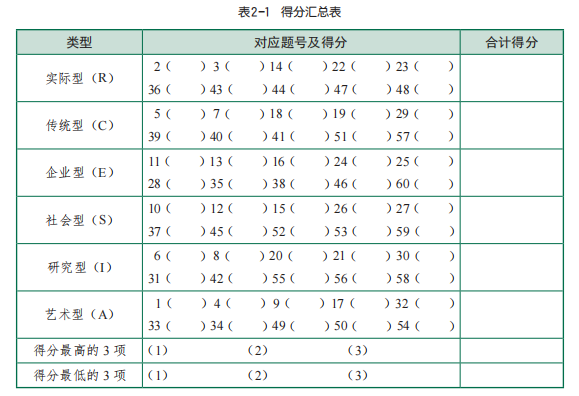 表2-1 得分汇总表
类型 对应题号及得分 合计得分
实际型（R） 2（ ）3（ ）14（ ）22（ ）23（ ）
36（ ）43（ ）44（ ）47（ ）48（ ）
传统型（C） 5（ ）7（ ）18（ ）19（ ）29（ ）
39（ ）40（ ）41（ ）51（ ）57（ ）
企业型（E） 11（ ）13（ ）16（ ）24（ ）25（ ）
28（ ）35（ ）38（ ）46（ ）60（ ）
社会型（S） 10（ ）12（ ）15（ ）26（ ）27（ ）
37（ ）45（ ）52（ ）53（ ）59（ ）
研究型（I） 6（ ）8（ ）20（ ）21（ ）30（ ）
31（ ）42（ ）55（ ）56（ ）58（ ）
艺术型（A） 1（ ）4（ ）9（ ）17（ ）32（ ）
33（ ）34（ ）49（ ）50（ ）54（ ）
得分最高的 3 项 （1） （2） （3）
得分最低的 3 项 （1） （2） （3）